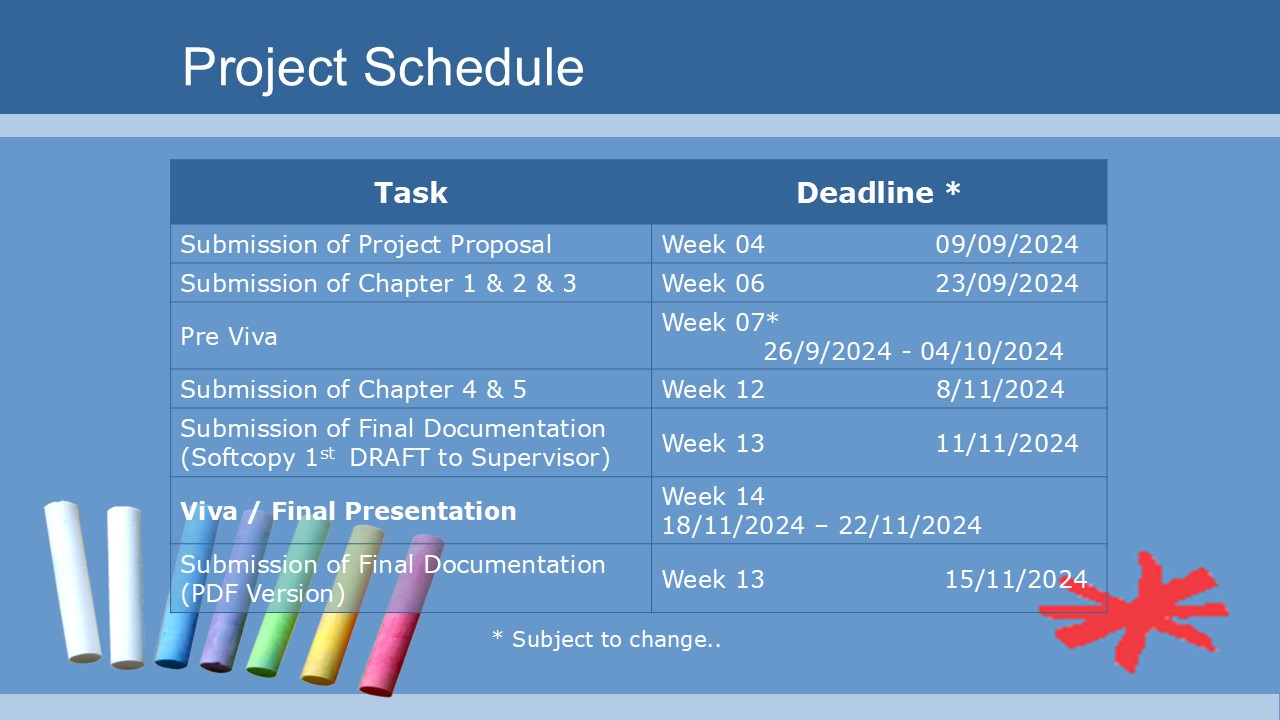 Project Schedule
Task Deadline *
Submission of Project Proposal Week 04 09/09/2024
Submission of Chapter 1 & 2 & 3 Week 06 23/09/2024
Pre Viva Week 07*
26/9/2024 - 04/10/2024
Submission of Chapter 4 & 5 Week 12 8/11/2024
Submission of Final Documentation
(Softcopy 1st DRAFT to Supervisor) Week 13 11/11/2024
Viva / Final Presentation Week 14
18/11/2024 – 22/11/2024
Submission of Final Documentation
(PDF Version) Week 13 15/11/2024
* Subject to change..